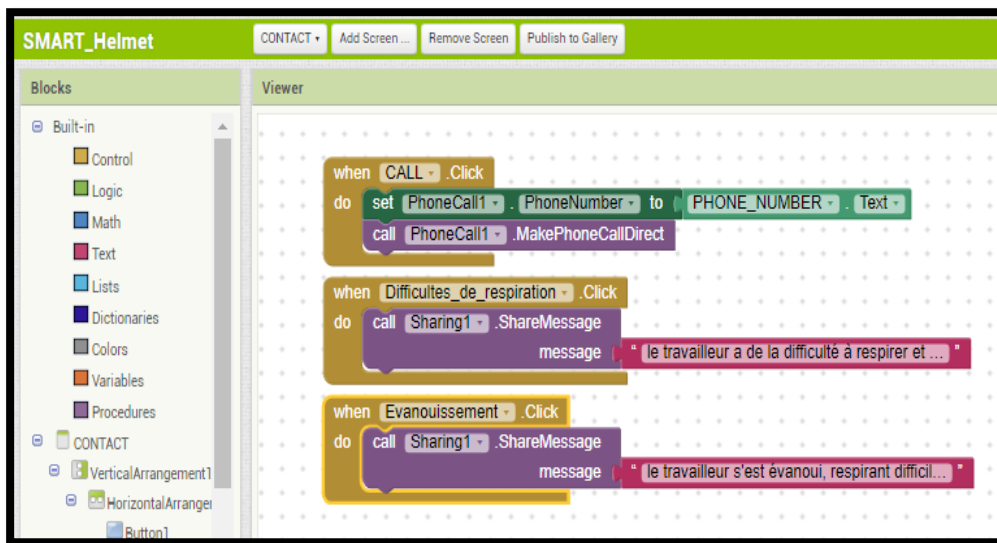 SMART_Helmet
CONTACT Add Screen ... Remove Screen Publish to Gallery
Blocks
Viewer
Built-in
Control
Logic
Math
Text
Lists
Dictionaries
Colors
Variables
Procedures
CONTACT
VerticalArrangement1
HorizontalArranger
Button1
when CALL .Click
do set PhoneCall1 . PhoneNumber to PHONE_NUMBER . Text
call PhoneCall1 .MakePhoneCallDirect
when Difficultes_de_respiration .Click
do call Sharing1 .ShareMessage
message " le travailleur a de la difficulté à respirer et ... "
when Evanouissement .Click
do call Sharing1 .ShareMessage
message " le travailleur s'est évanoui, respirant difficil... "